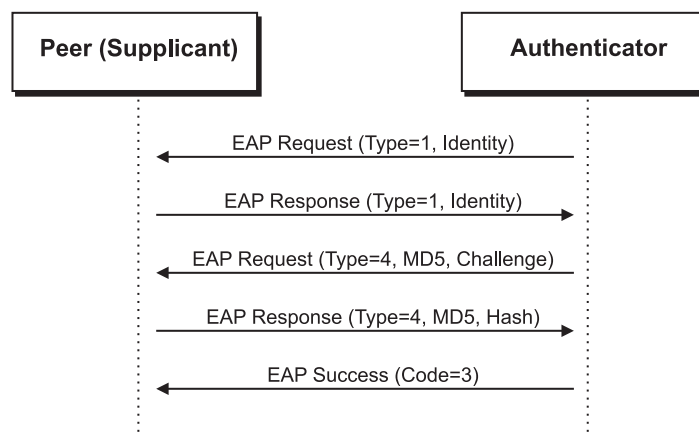 Peer (Supplicant)
Authenticator
EAP Request (Type=1, Identity)
EAP Response (Type=1, Identity)
EAP Request (Type=4, MD5, Challenge)
EAP Response (Type=4, MD5, Hash)
EAP Success (Code=3)